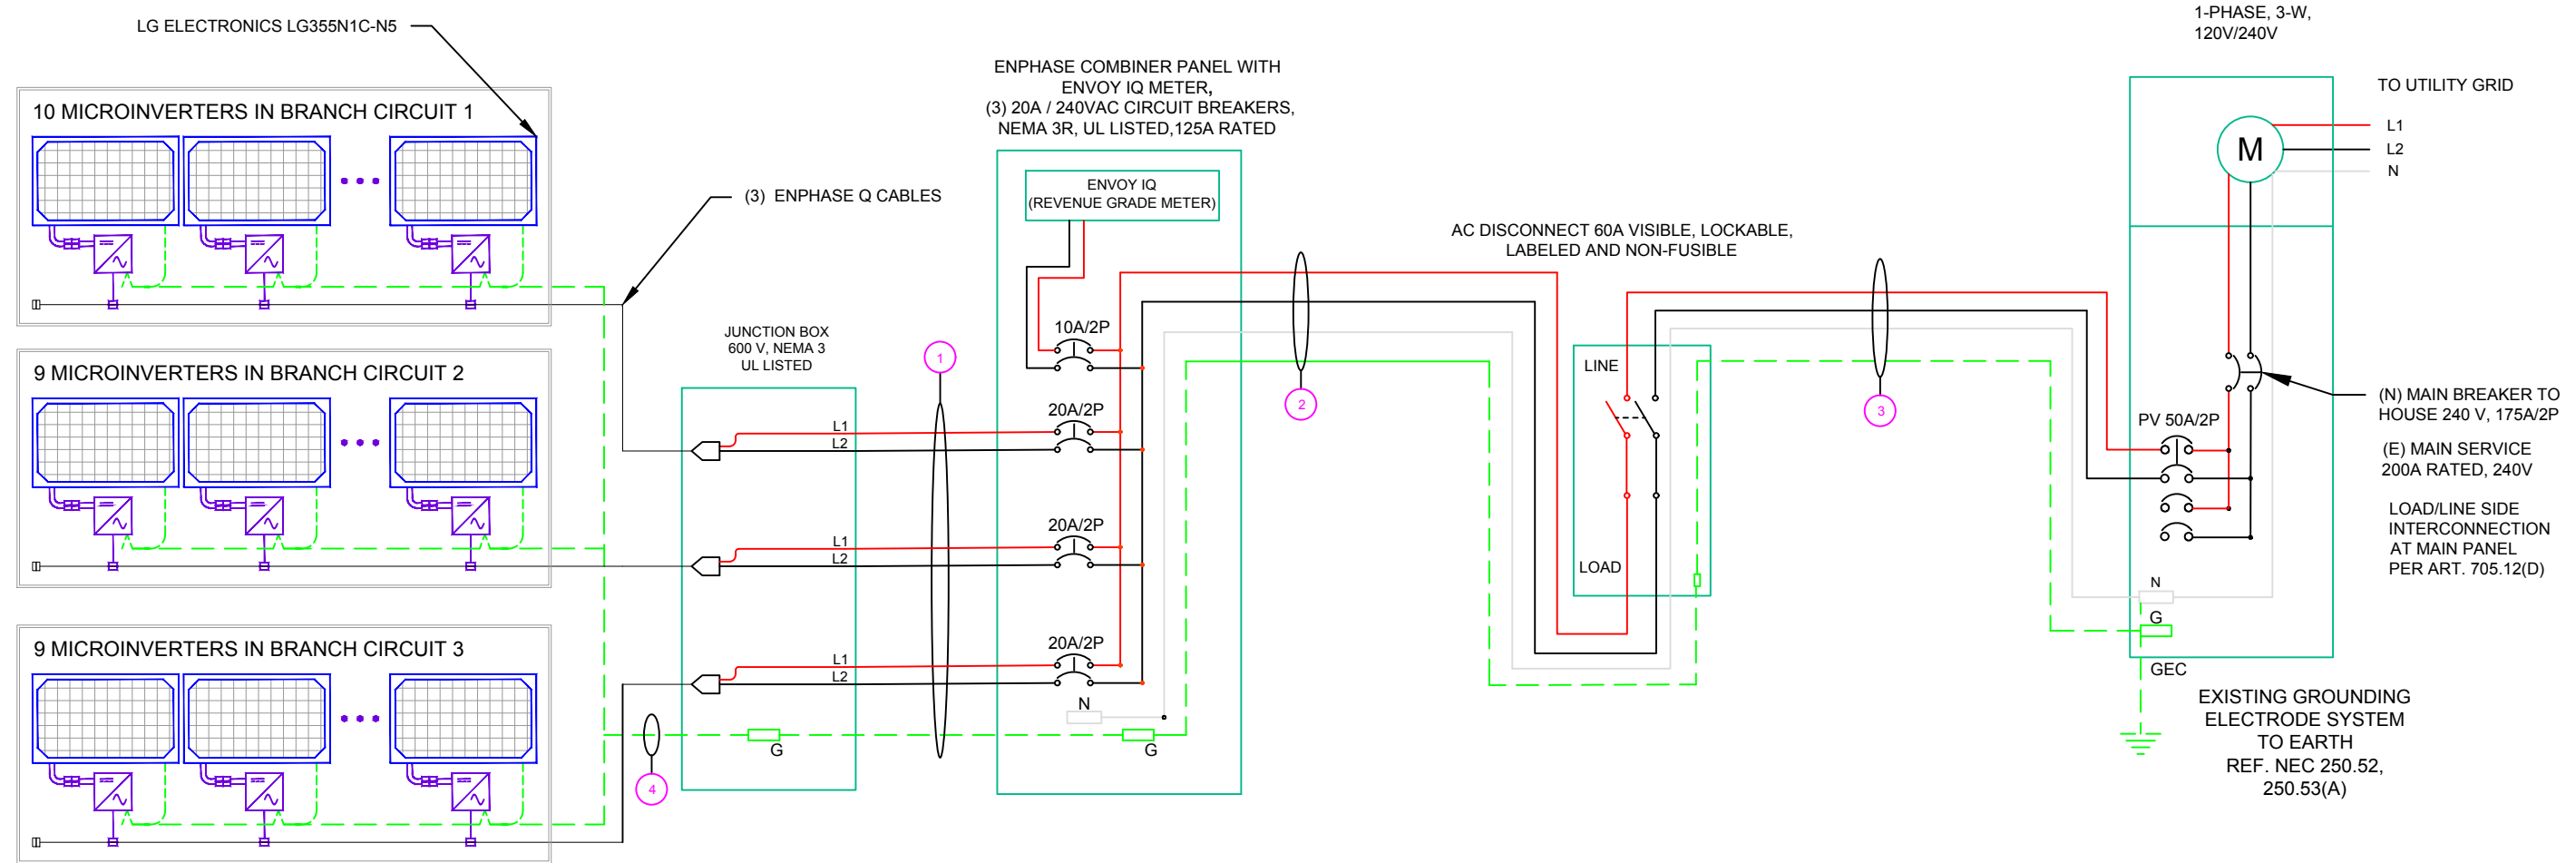 LG ELECTRONICS LG355N1C-N5
10 MICROINVERTERS IN BRANCH CIRCUIT 1
9 MICROINVERTERS IN BRANCH CIRCUIT 2
9 MICROINVERTERS IN BRANCH CIRCUIT 3
(3) ENPHASE Q CABLES
JUNCTION BOX
600 V, NEMA 3
UL LISTED
L1
L2
L1
L2
L1
L2
G
4
1
ENPHASE COMBINER PANEL WITH
ENVOY IQ METER,
(3) 20A / 240VAC CIRCUIT BREAKERS,
NEMA 3R, UL LISTED,125A RATED
ENVOY IQ
(REVENUE GRADE METER)
10A/2P
20A/2P
20A/2P
20A/2P
N
G
2
AC DISCONNECT 60A VISIBLE, LOCKABLE,
LABELED AND NON-FUSIBLE
LINE
LOAD
3
1-PHASE, 3-W,
120V/240V
M
TO UTILITY GRID
L1
L2
N
PV 50A/2P
(N) MAIN BREAKER TO
HOUSE 240 V, 175A/2P
(E) MAIN SERVICE
200A RATED, 240V
LOAD/LINE SIDE
INTERCONNECTION
AT MAIN PANEL
PER ART. 705.12(D)
N
G
GEC
EXISTING GROUNDING
ELECTRODE SYSTEM
TO EARTH
REF. NEC 250.52,
250.53(A)